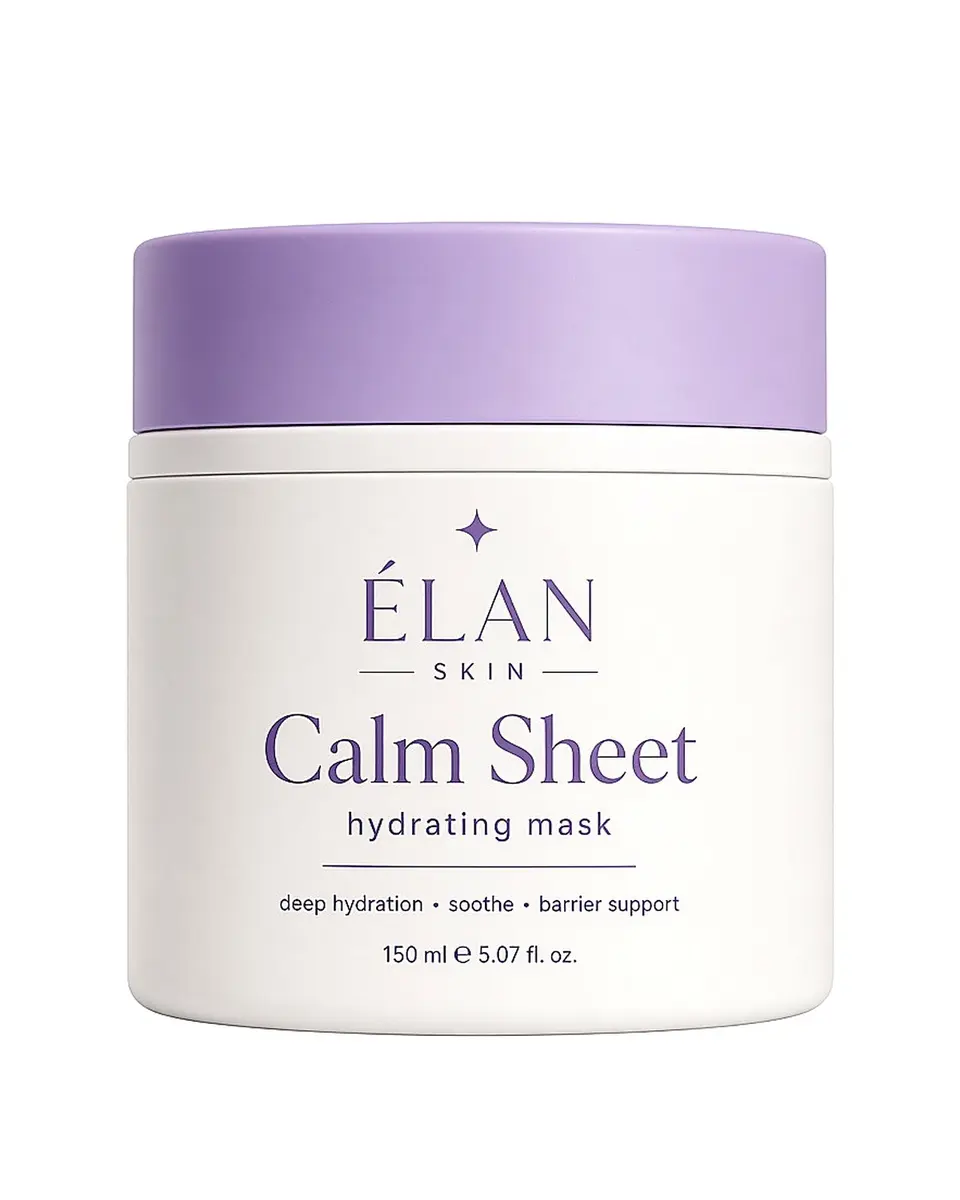 ÉLAN
SKIN
Calm Sheet
hydrating mask
deep hydration • soothe • barrier support
150 ml ℮ 5.07 fl. oz.